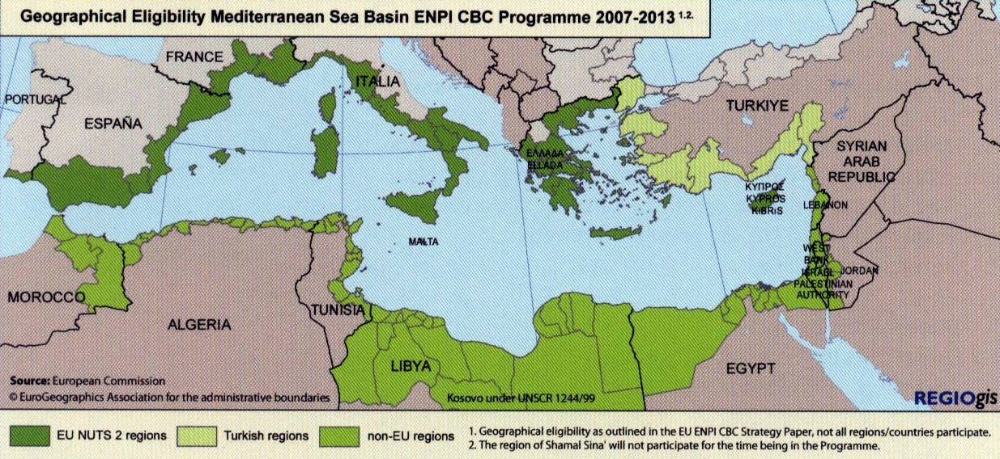 Geographical Eligibility Mediterranean Sea Basin ENPI CBC Programme 2007-2013 1.2.
FRANCE
ITALIA
PORTUGAL
ESPAÑA
TURKIYE
ΕΛΛΑΔΑ
ELLADA
SYRIAN
ARAB
REPUBLIC
ΚΥΠΡΟΣ
KYPROS
KıBRıS
LEBANON
MALTA
WEST
BANK
ISRAEL
JORDAN
PALESTINIAN
AUTHORITY
MOROCCO
ALGERIA
TUNISIA
LIBYA
EGYPT
Source: European Commission
© EuroGeographics Association for the administrative boundaries
Kosovo under UNSCR 1244/99
REGIOgis
EU NUTS 2 regions
Turkish regions
non-EU regions
1. Geographical eligibility as outlined in the EU ENPI CBC Strategy Paper, not all regions/countries participate.
2. The region of Shamal Sina' will not participate for the time being in the Programme.